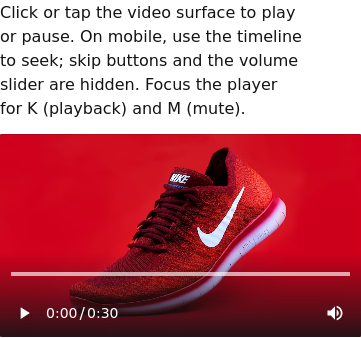 Click or tap the video surface to play
or pause. On mobile, use the timeline
to seek; skip buttons and the volume
slider are hidden. Focus the player
for K (playback) and M (mute).
NIKE
0:00/0:30